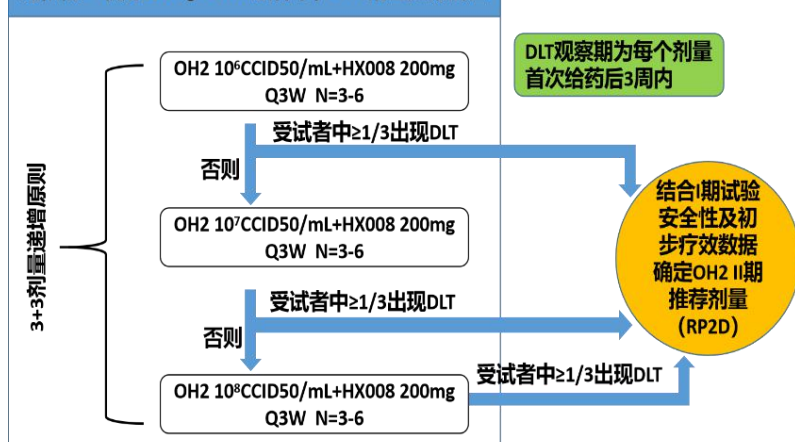 DLT观察期为每个剂量
首次给药后3周内
3+3剂量递增原则
OH2 10⁶CCID50/mL+HX008 200mg
Q3W N=3-6
受试者中≥1/3出现DLT
否则
OH2 10⁷CCID50/mL+HX008 200mg
Q3W N=3-6
受试者中≥1/3出现DLT
否则
OH2 10⁸CCID50/mL+HX008 200mg
Q3W N=3-6
受试者中≥1/3出现DLT
结合I期试验
安全性及初
步疗效数据
确定OH2 II期
推荐剂量
(RP2D)